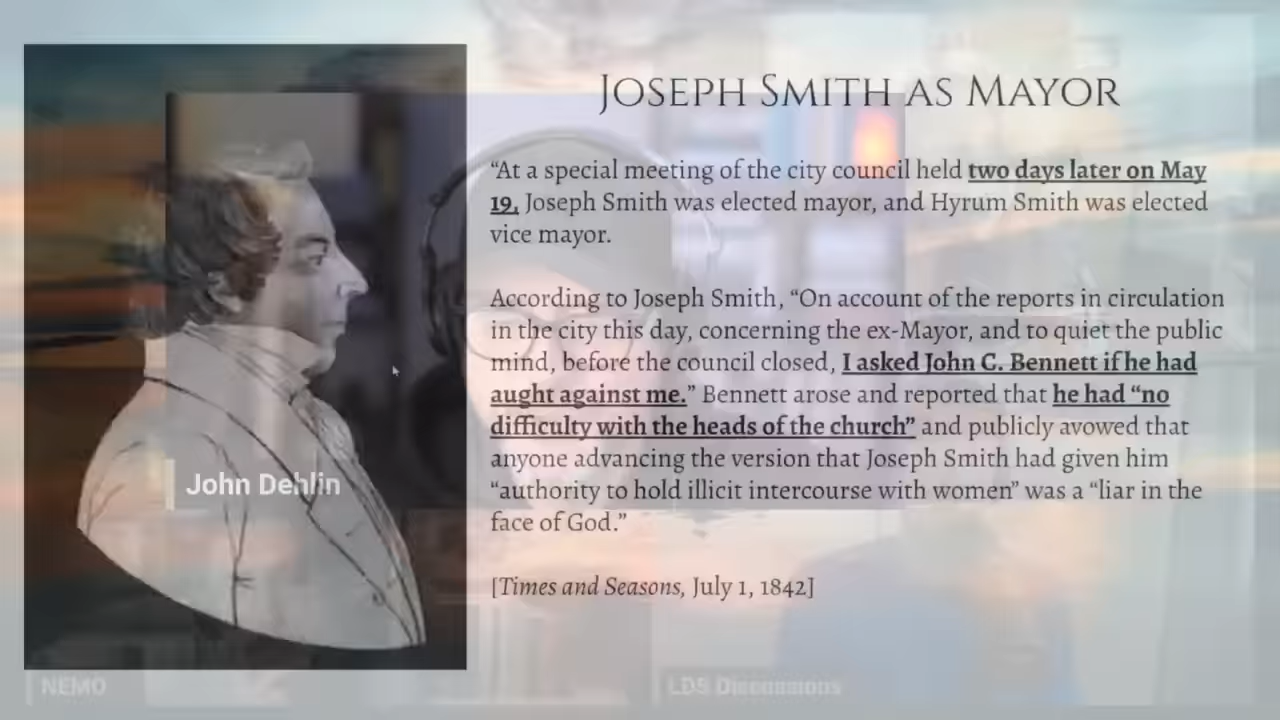 JOSEPH SMITH AS MAYOR
“At a special meeting of the city council held two days later on May
19, Joseph Smith was elected mayor, and Hyrum Smith was elected
vice mayor.
According to Joseph Smith, “On account of the reports in circulation
in the city this day, concerning the ex-Mayor, and to quiet the public
mind, before the council closed, I asked John C. Bennett if he had
aught against me.” Bennett arose and reported that he had “no
difficulty with the heads of the church” and publicly avowed that
anyone advancing the version that Joseph Smith had given him
“authority to hold illicit intercourse with women” was a “liar in the
face of God.”
[Times and Seasons, July 1, 1842]
John Dehlin
NEMO
LDS Discussions